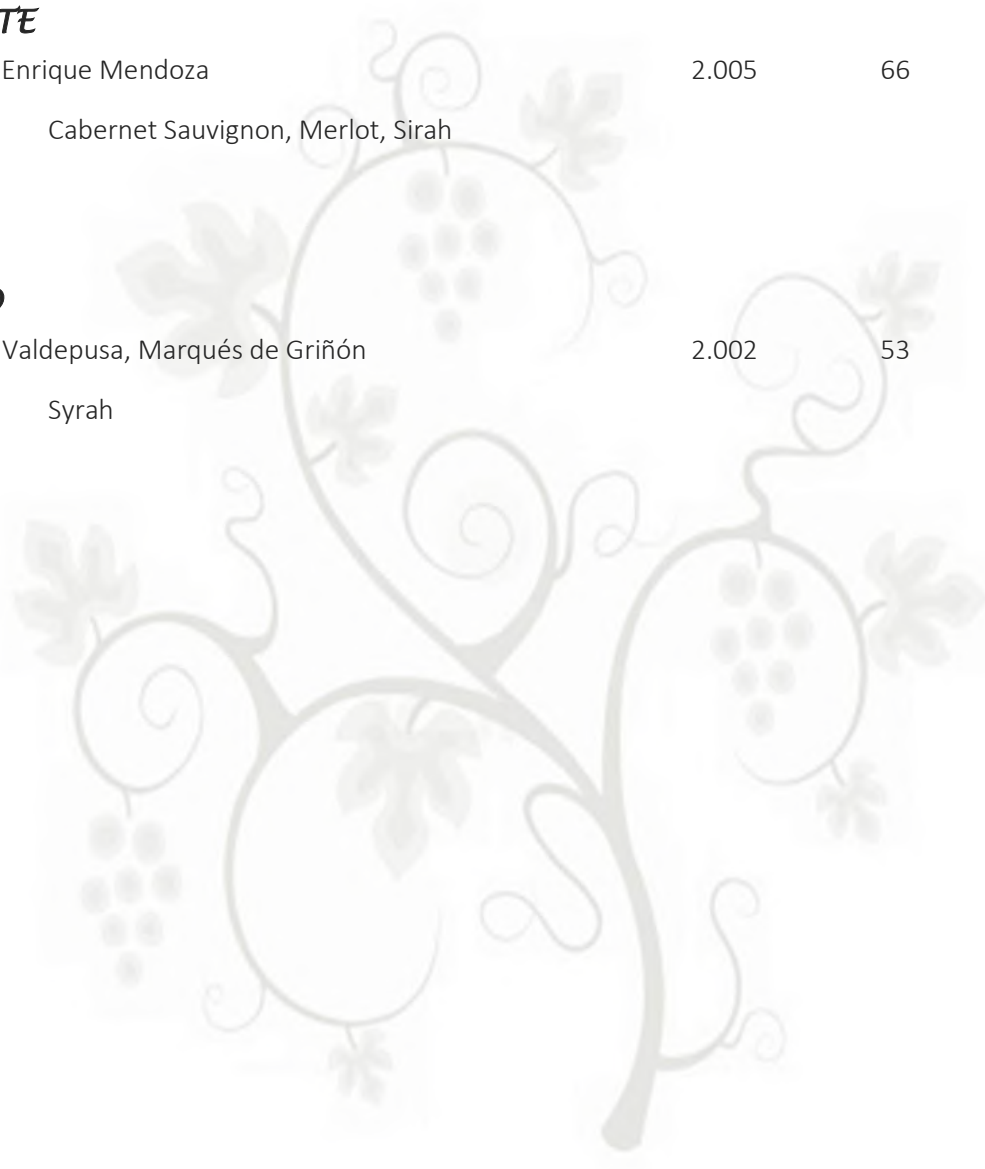 TE
Enrique Mendoza 2.005 66
Cabernet Sauvignon, Merlot, Sirah
Valdepusa, Marqués de Griñón 2.002 53
Syrah